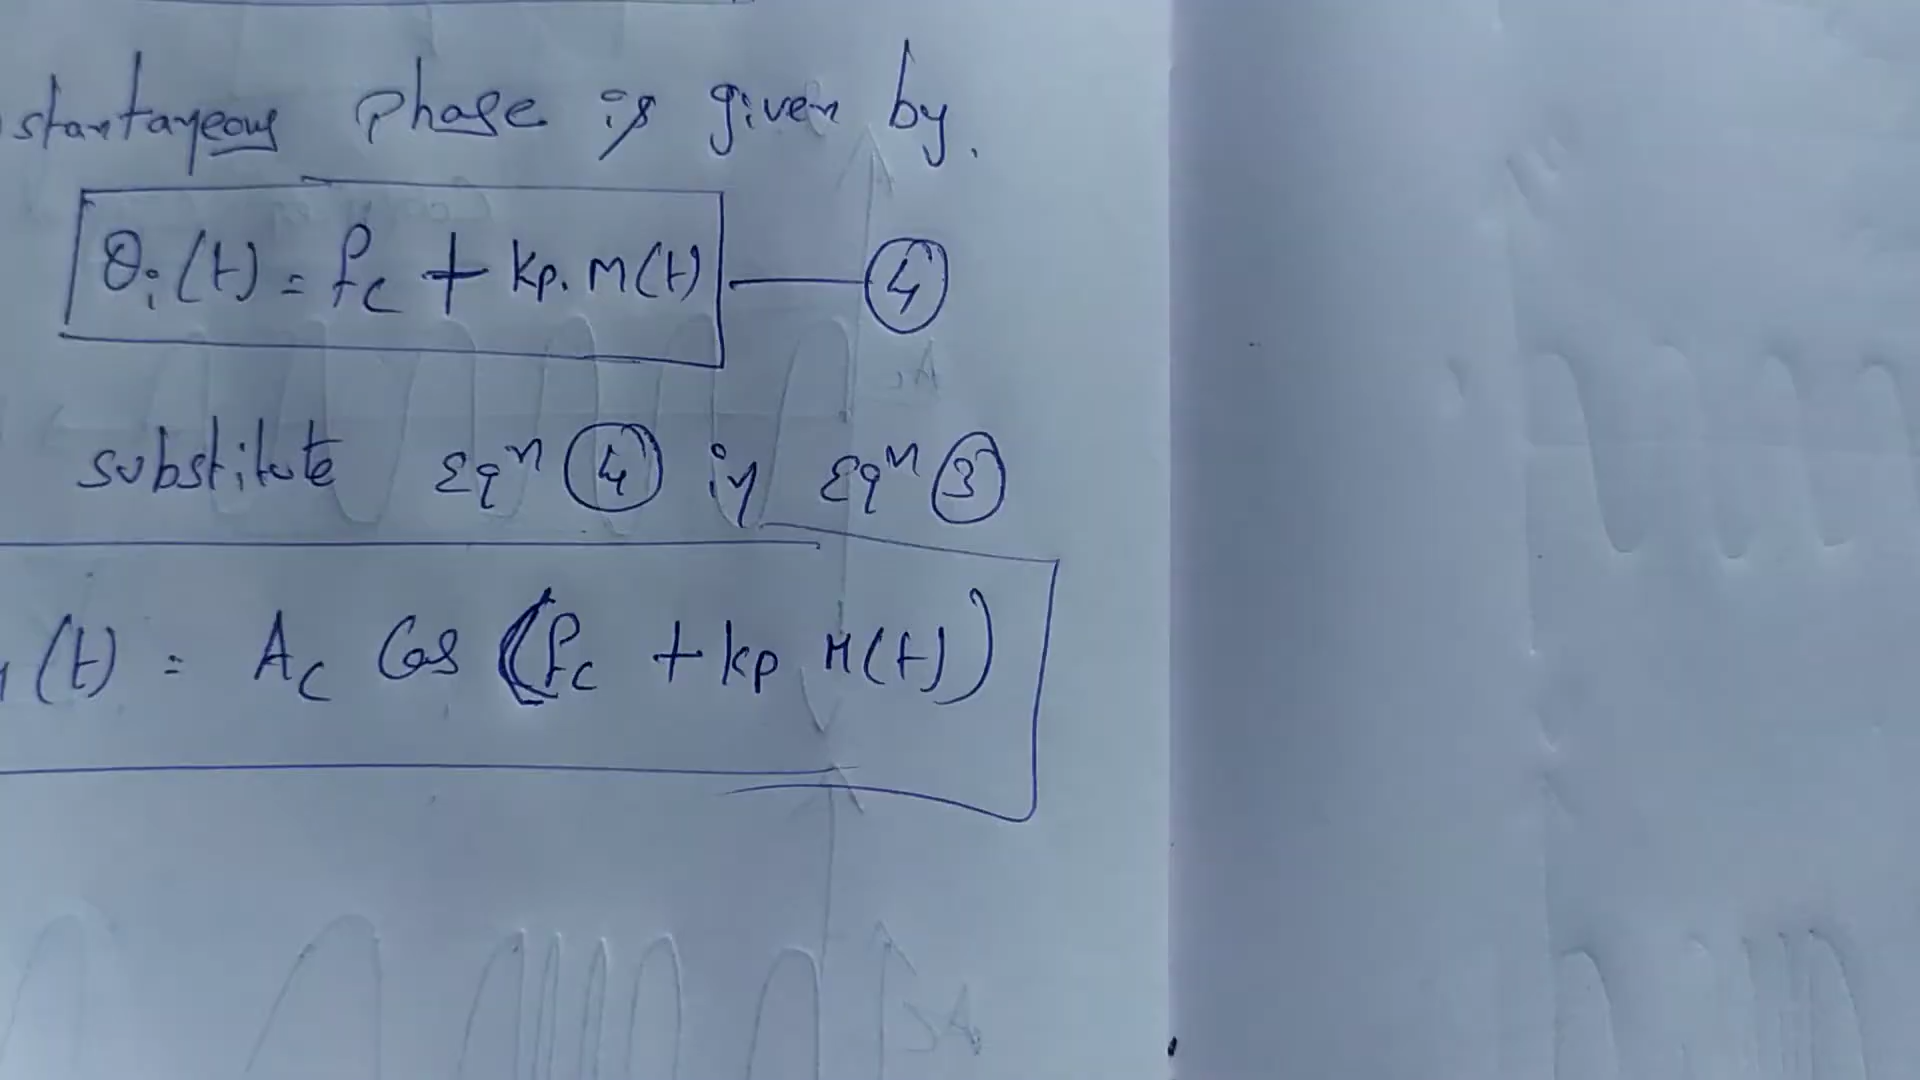 stantaneous phase is given by.
θi(t) = fc + kp. m(t) — 4
substitute Eqn 4 in Eqn 3
(t) = Ac Cos (fc + kp M(t))